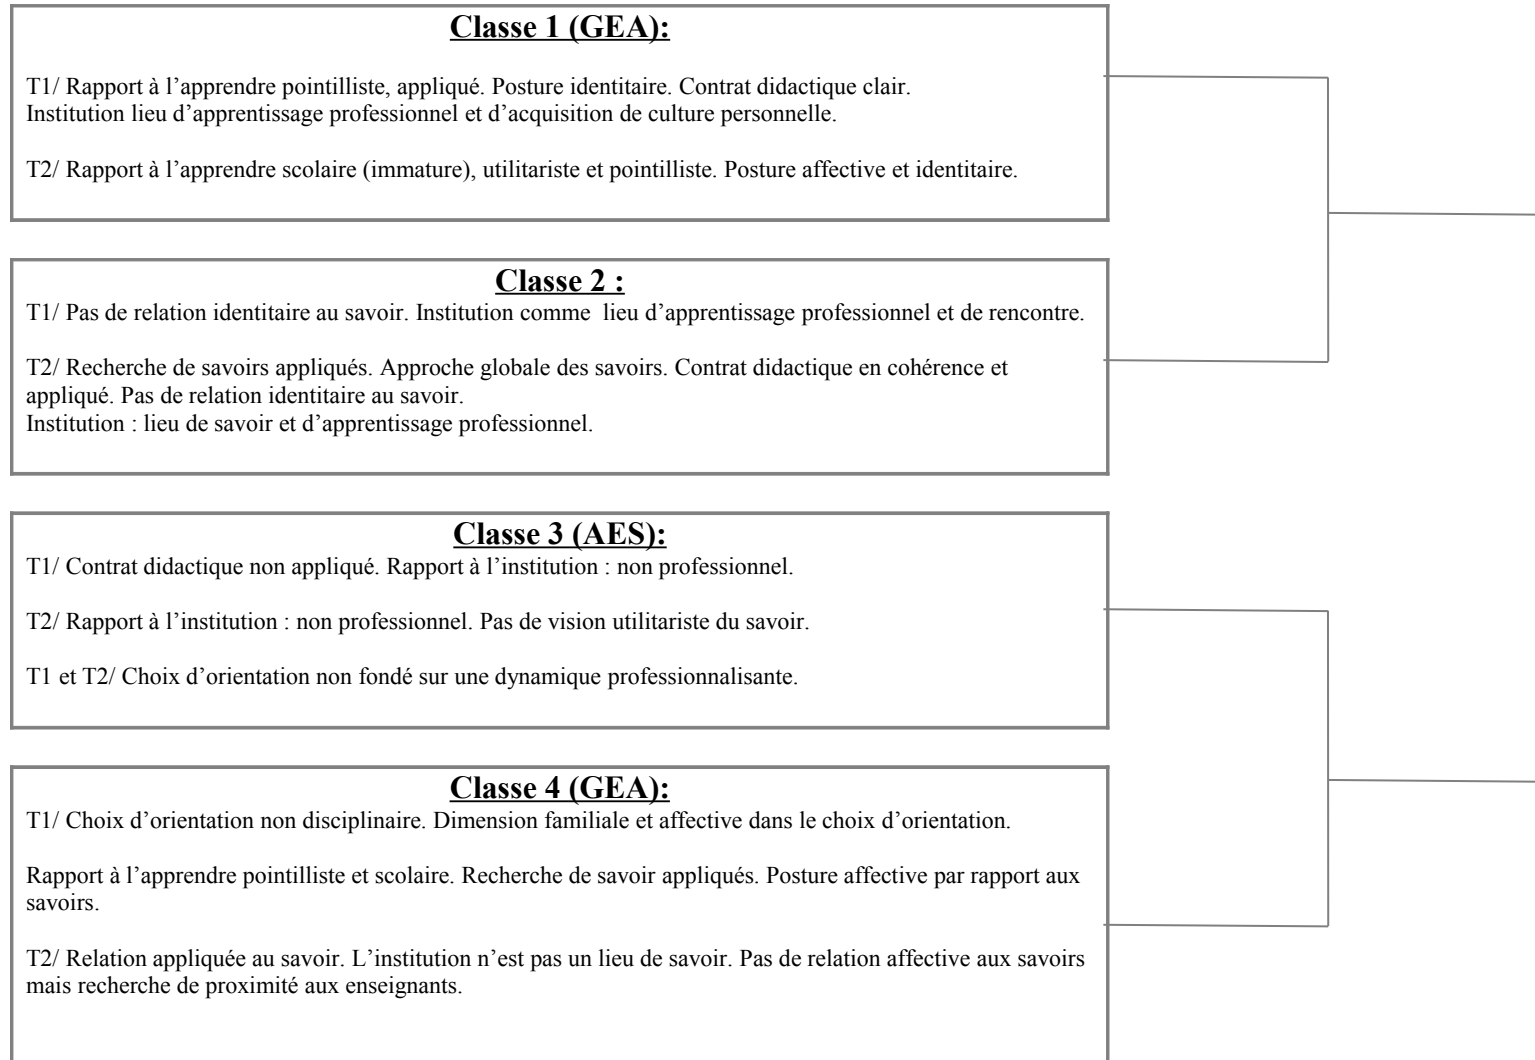 Classe 1 (GEA):
T1/ Rapport à l’apprendre pointilliste, appliqué. Posture identitaire. Contrat didactique clair.
Institution lieu d’apprentissage professionnel et d’acquisition de culture personnelle.
T2/ Rapport à l’apprendre scolaire (immature), utilitariste et pointilliste. Posture affective et identitaire.
Classe 2 :
T1/ Pas de relation identitaire au savoir. Institution comme  lieu d’apprentissage professionnel et de rencontre.
T2/ Recherche de savoirs appliqués. Approche globale des savoirs. Contrat didactique en cohérence et
appliqué. Pas de relation identitaire au savoir.
Institution : lieu de savoir et d’apprentissage professionnel.
Classe 3 (AES):
T1/ Contrat didactique non appliqué. Rapport à l’institution : non professionnel.
T2/ Rapport à l’institution : non professionnel. Pas de vision utilitariste du savoir.
T1 et T2/ Choix d’orientation non fondé sur une dynamique professionnalisante.
Classe 4 (GEA):
T1/ Choix d’orientation non disciplinaire. Dimension familiale et affective dans le choix d’orientation.
Rapport à l’apprendre pointilliste et scolaire. Recherche de savoir appliqués. Posture affective par rapport aux
savoirs.
T2/ Relation appliquée au savoir. L’institution n’est pas un lieu de savoir. Pas de relation affective aux savoirs
mais recherche de proximité aux enseignants.